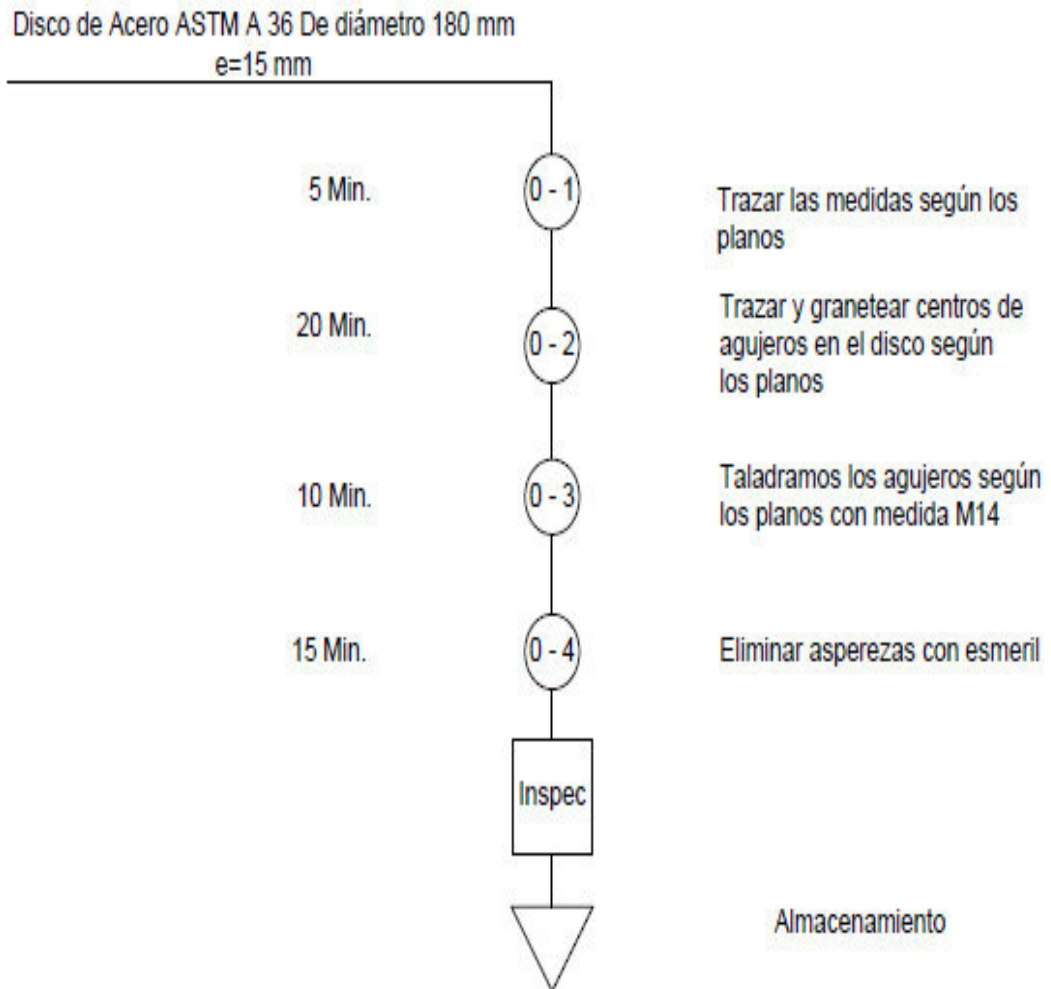 Disco de Acero ASTM A 36 De diámetro 180 mm
e=15 mm
5 Min.
0 - 1
Trazar las medidas según los
planos
20 Min.
0 - 2
Trazar y granetear centros de
agujeros en el disco según
los planos
10 Min.
0 - 3
Taladramos los agujeros según
los planos con medida M14
15 Min.
0 - 4
Eliminar asperezas con esmeril
Inspec
Almacenamiento